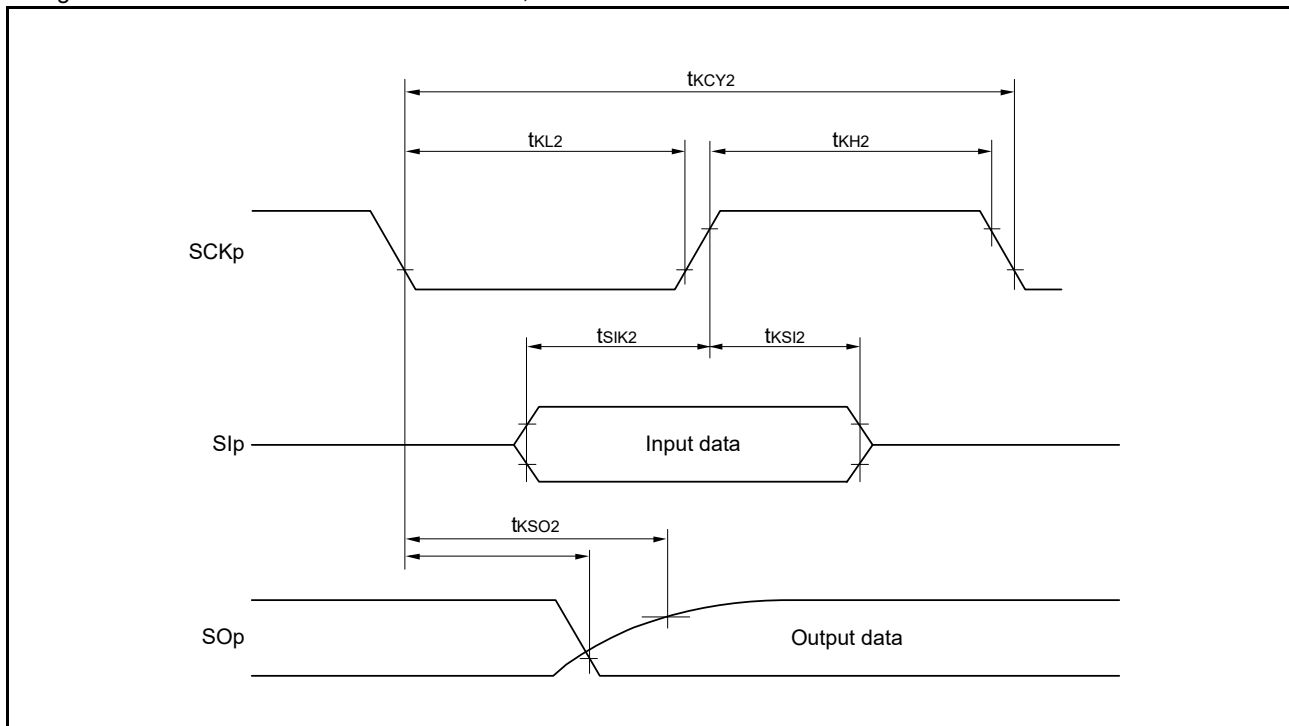 tKCY2
tKL2
tKH2
SCKp
tSIK2
tKSI2
SIp
Input data
tKSO2
SOp
Output data